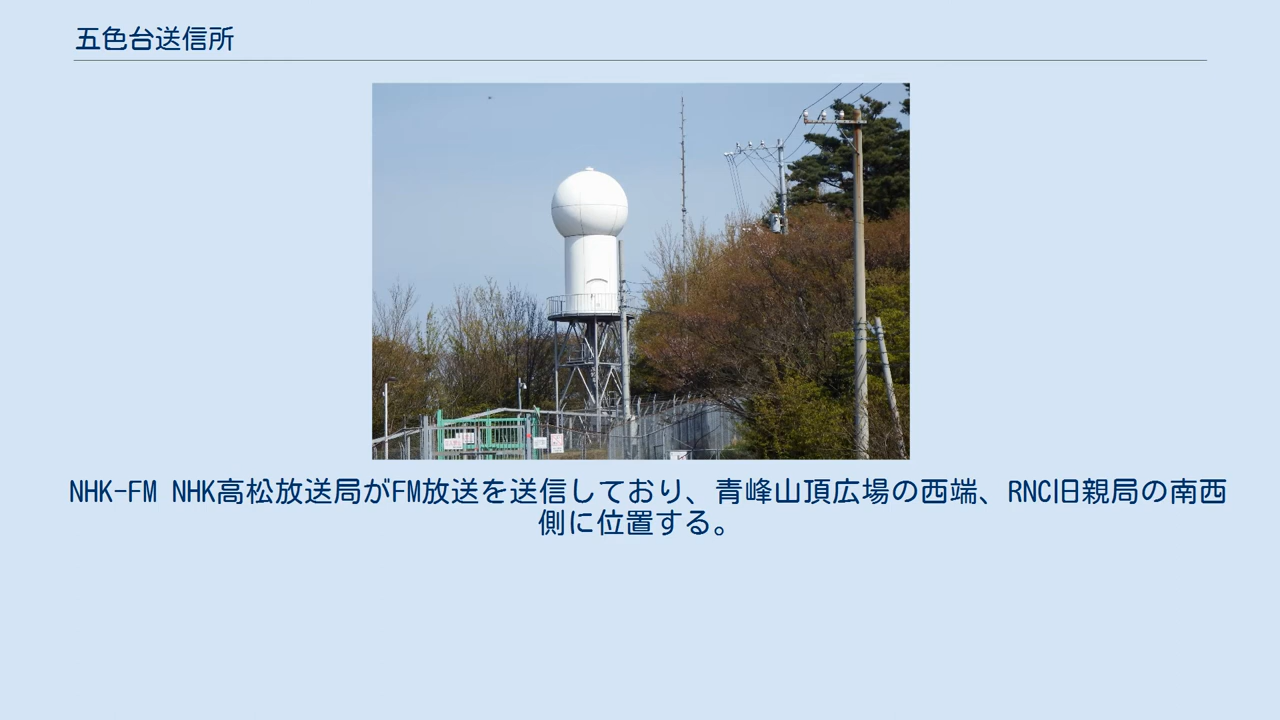 五色台送信所
NHK-FM NHK高松放送局がFM放送を送信しており、青峰山頂広場の西端、RNC旧親局の南西
側に位置する。